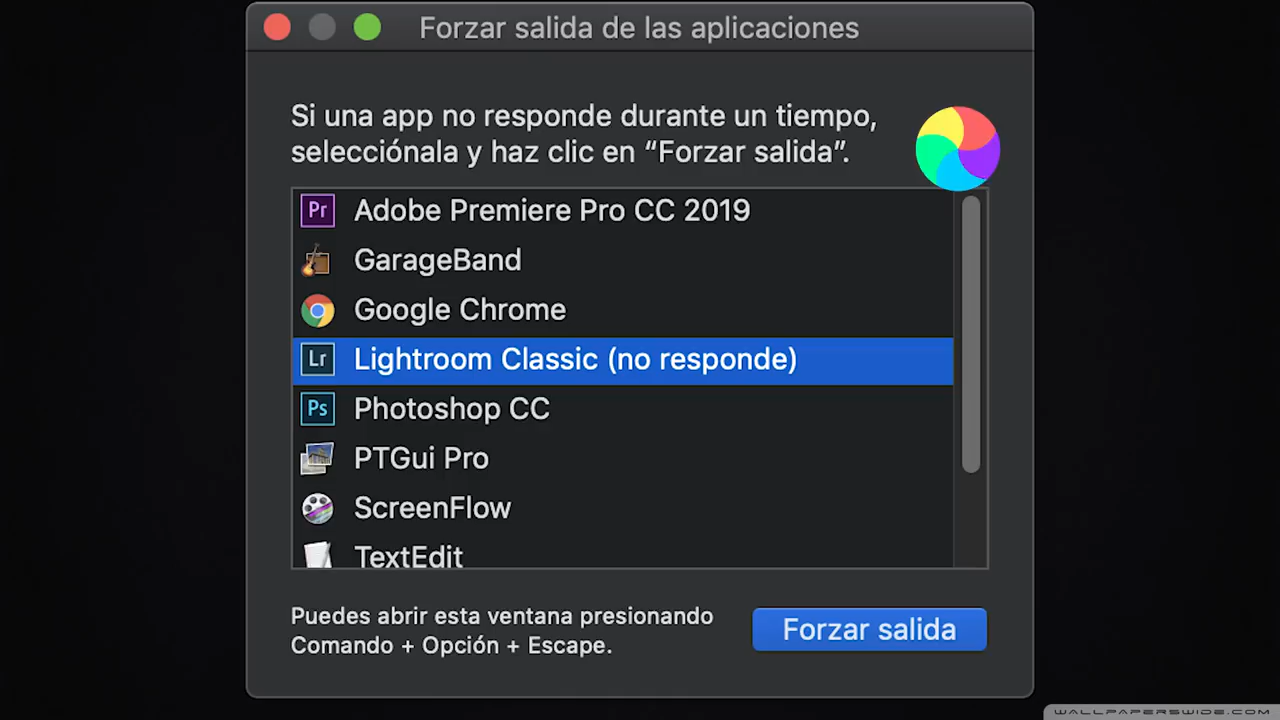 Forzar salida de las aplicaciones
Si una app no responde durante un tiempo,
selecciónala y haz clic en “Forzar salida”.
Pr Adobe Premiere Pro CC 2019
GarageBand
Google Chrome
Lr Lightroom Classic (no responde)
Ps Photoshop CC
PTGui Pro
ScreenFlow
TextEdit
Puedes abrir esta ventana presionando
Comando + Opción + Escape.
Forzar salida
WALLPAPERSWIDE.COM